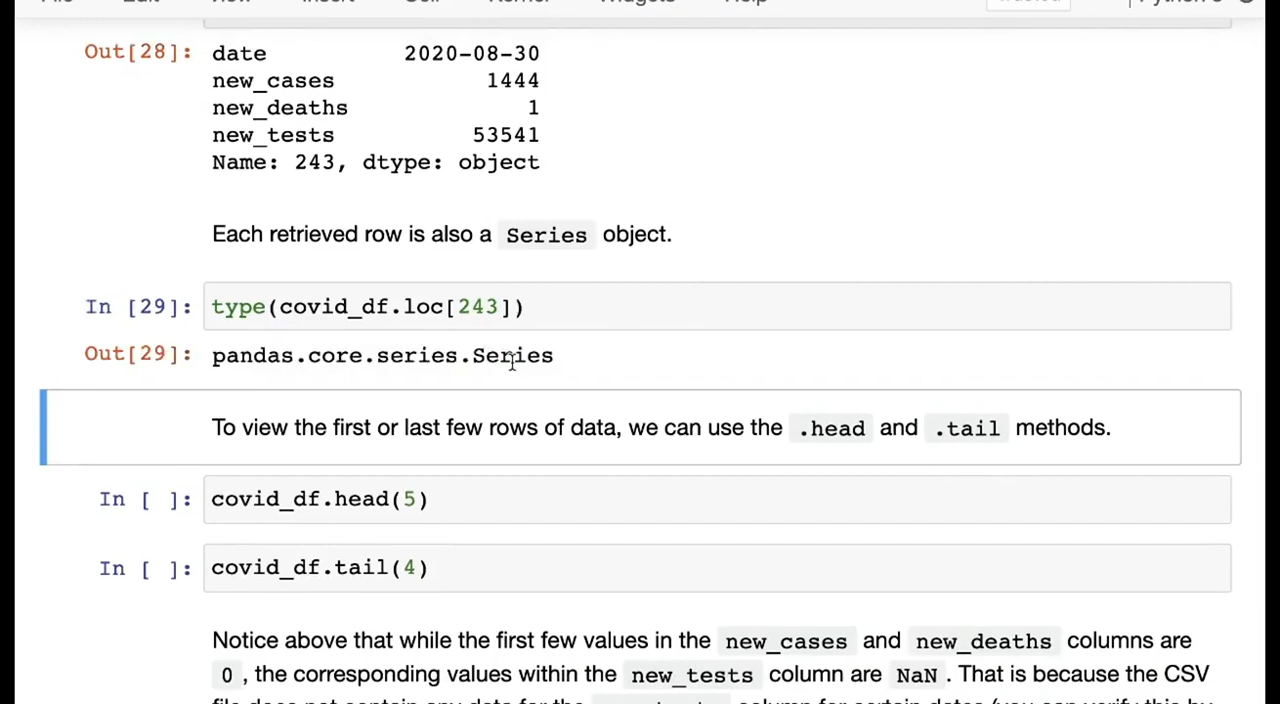 Out[28]: date 2020-08-30
new_cases 1444
new_deaths 1
new_tests 53541
Name: 243, dtype: object
Each retrieved row is also a Series object.
In [29]: type(covid_df.loc[243])
Out[29]: pandas.core.series.Series
To view the first or last few rows of data, we can use the .head and .tail methods.
In [ ]: covid_df.head(5)
In [ ]: covid_df.tail(4)
Notice above that while the first few values in the new_cases and new_deaths columns are
0 , the corresponding values within the new_tests column are NaN . That is because the CSV